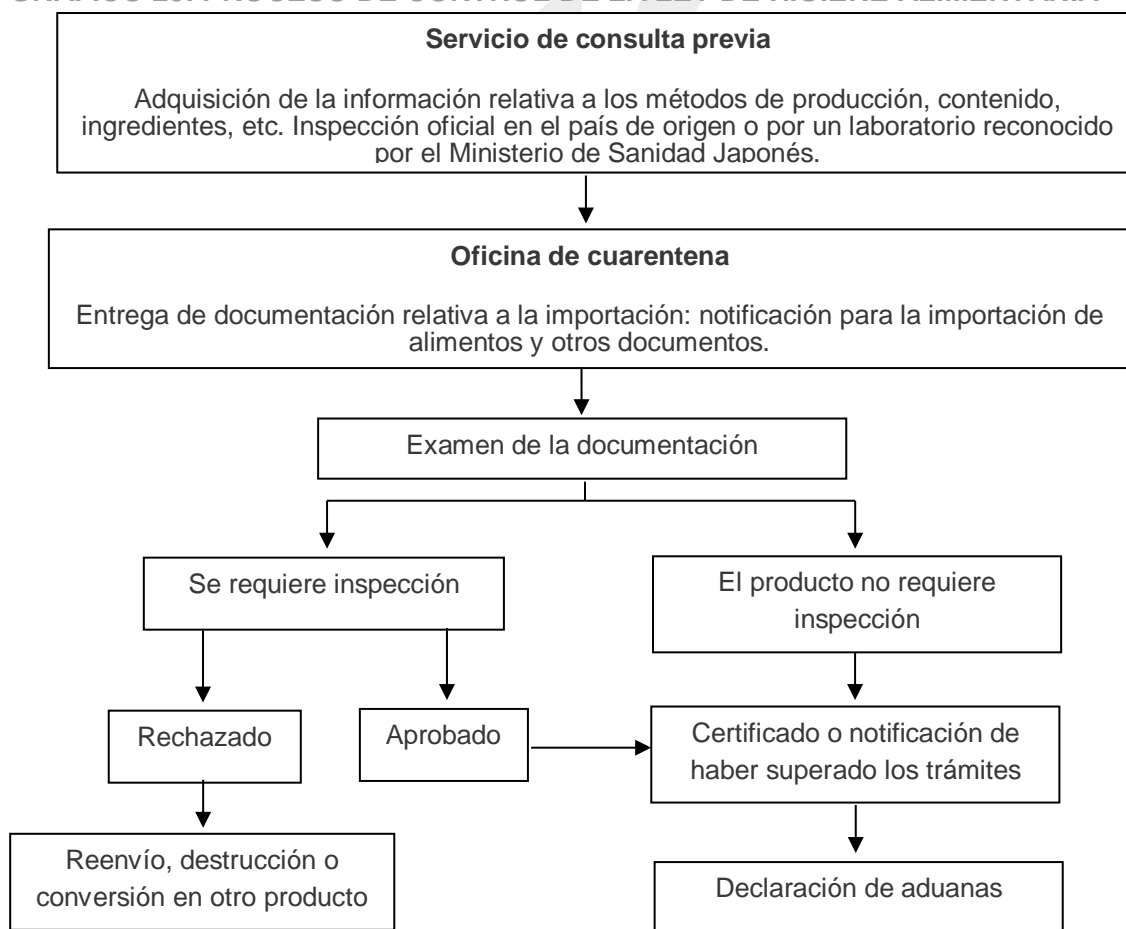 Servicio de consulta previa
Adquisición de la información relativa a los métodos de producción, contenido,
ingredientes, etc. Inspección oficial en el país de origen o por un laboratorio reconocido
por el Ministerio de Sanidad Japonés.
Oficina de cuarentena
Entrega de documentación relativa a la importación: notificación para la importación de
alimentos y otros documentos.
Examen de la documentación
Se requiere inspección
El producto no requiere
inspección
Rechazado
Aprobado
Certificado o notificación de
haber superado los trámites
Reenvío, destrucción o
conversión en otro producto
Declaración de aduanas